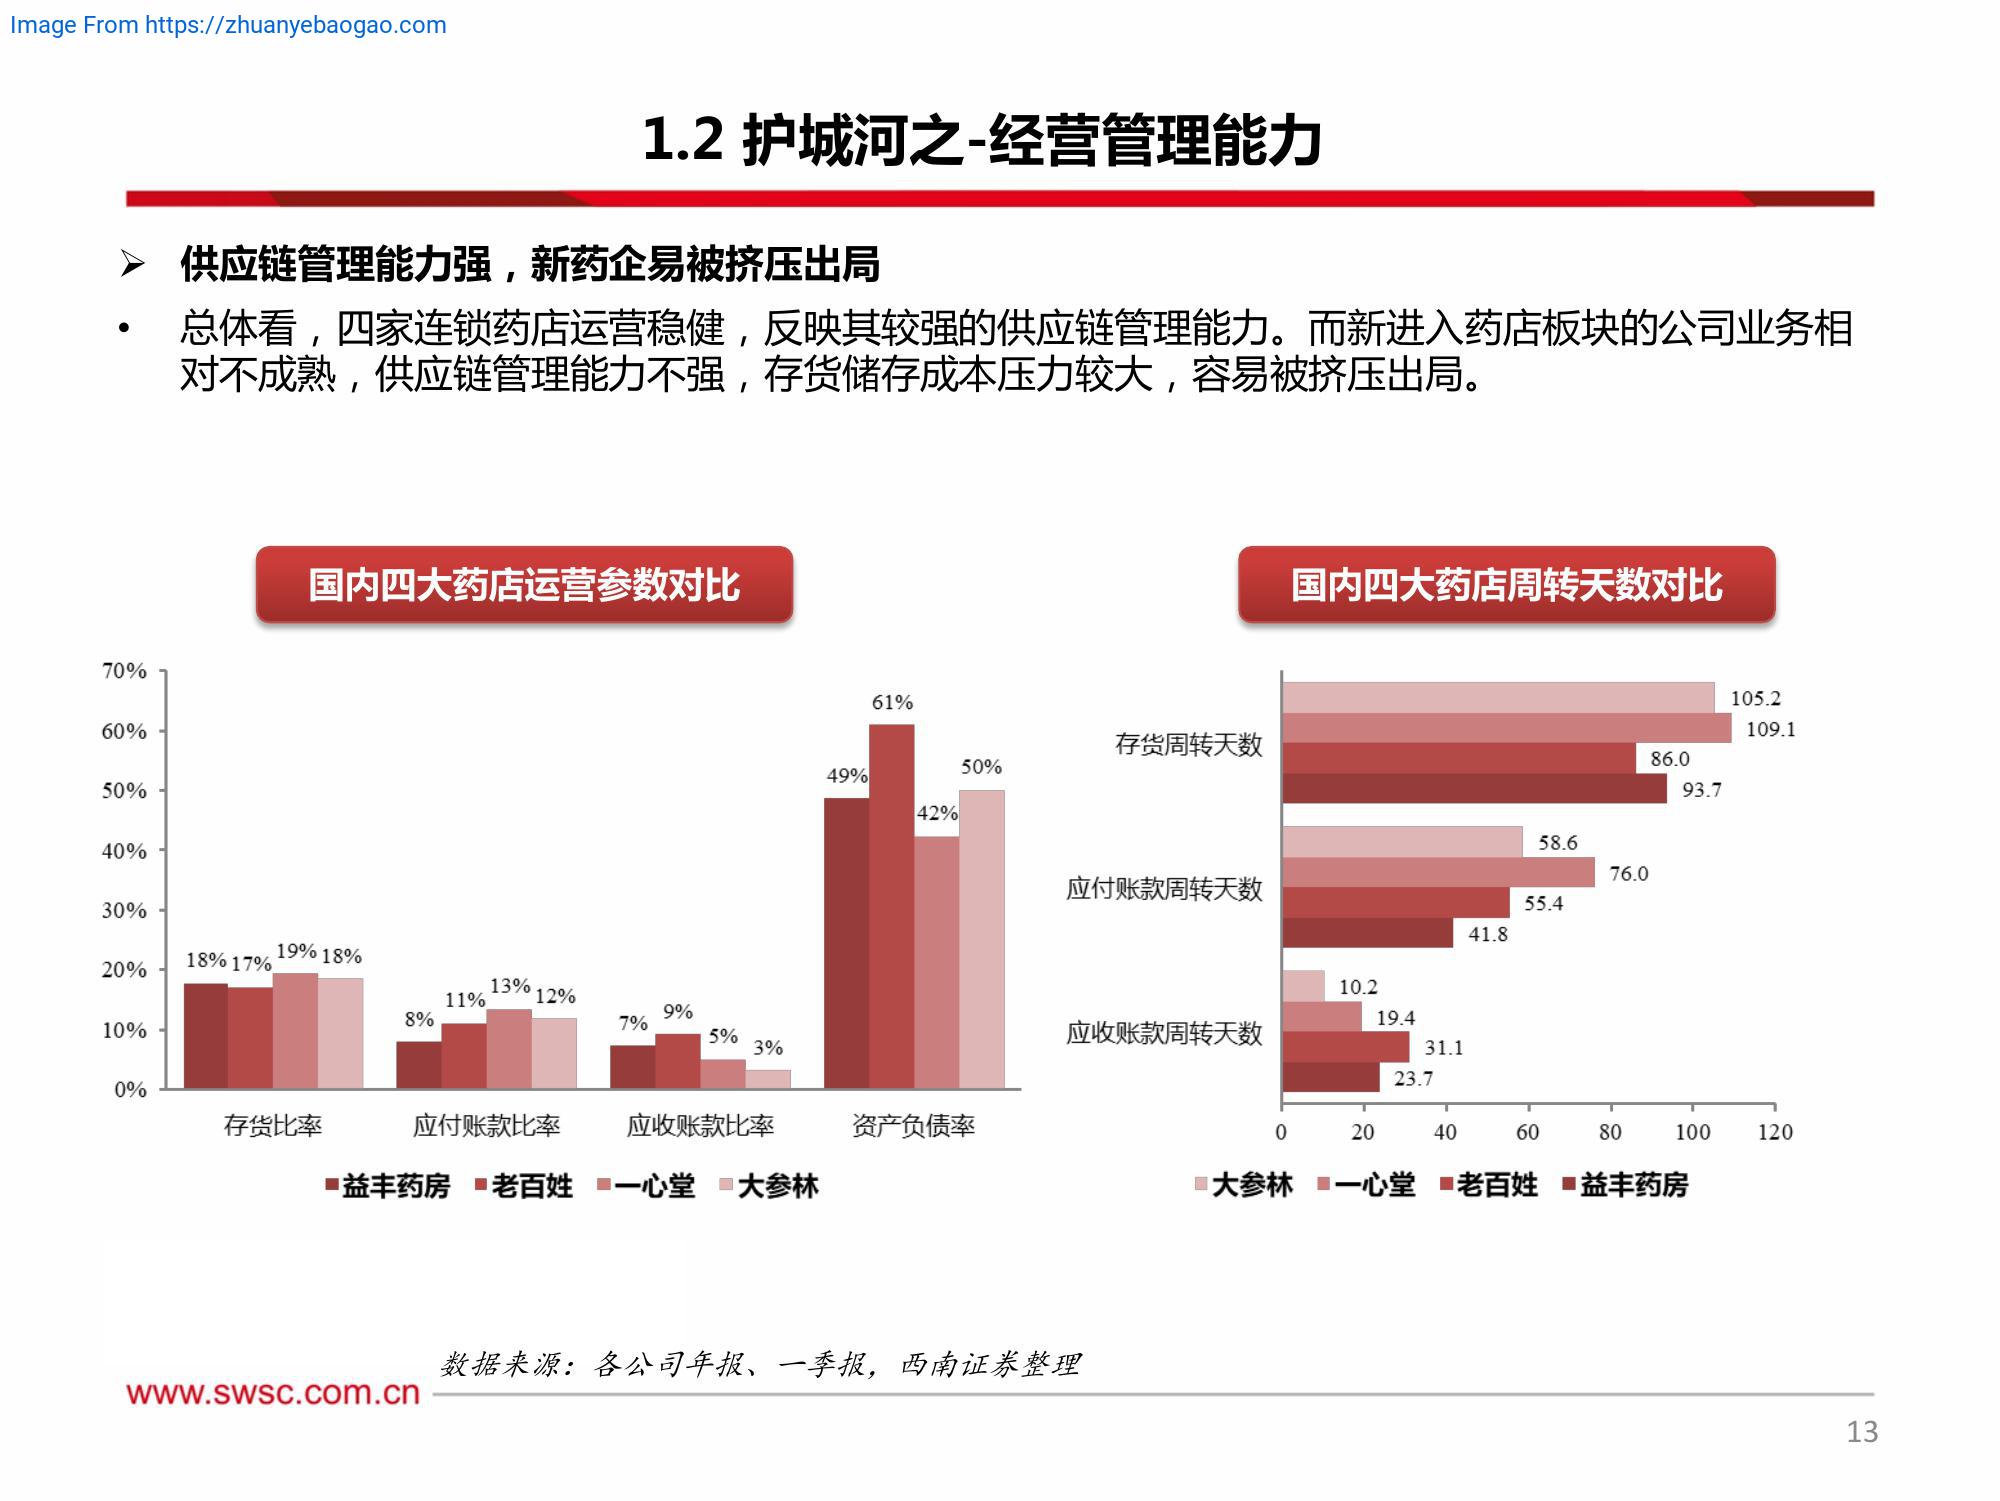 Image From https://zhuanyebaogao.com
1.2 护城河之-经营管理能力
➢ 供应链管理能力强，新药企易被挤压出局
• 总体看，四家连锁药店运营稳健，反映其较强的供应链管理能力。而新进入药店板块的公司业务相
对不成熟，供应链管理能力不强，存货储存成本压力较大，容易被挤压出局。
国内四大药店运营参数对比
70%
60%
50%
40%
30%
20%
10%
0%
18% 17% 19% 18%
8% 11% 13% 12%
7% 9% 5% 3%
49% 61% 42% 50%
存货比率 应付账款比率 应收账款比率 资产负债率
益丰药房 老百姓 一心堂 大参林
国内四大药店周转天数对比
存货周转天数
105.2
109.1
86.0
93.7
应付账款周转天数
58.6
76.0
55.4
41.8
应收账款周转天数
10.2
19.4
31.1
23.7
0 20 40 60 80 100 120
大参林 一心堂 老百姓 益丰药房
数据来源：各公司年报、一季报，西南证券整理
www.swsc.com.cn
13